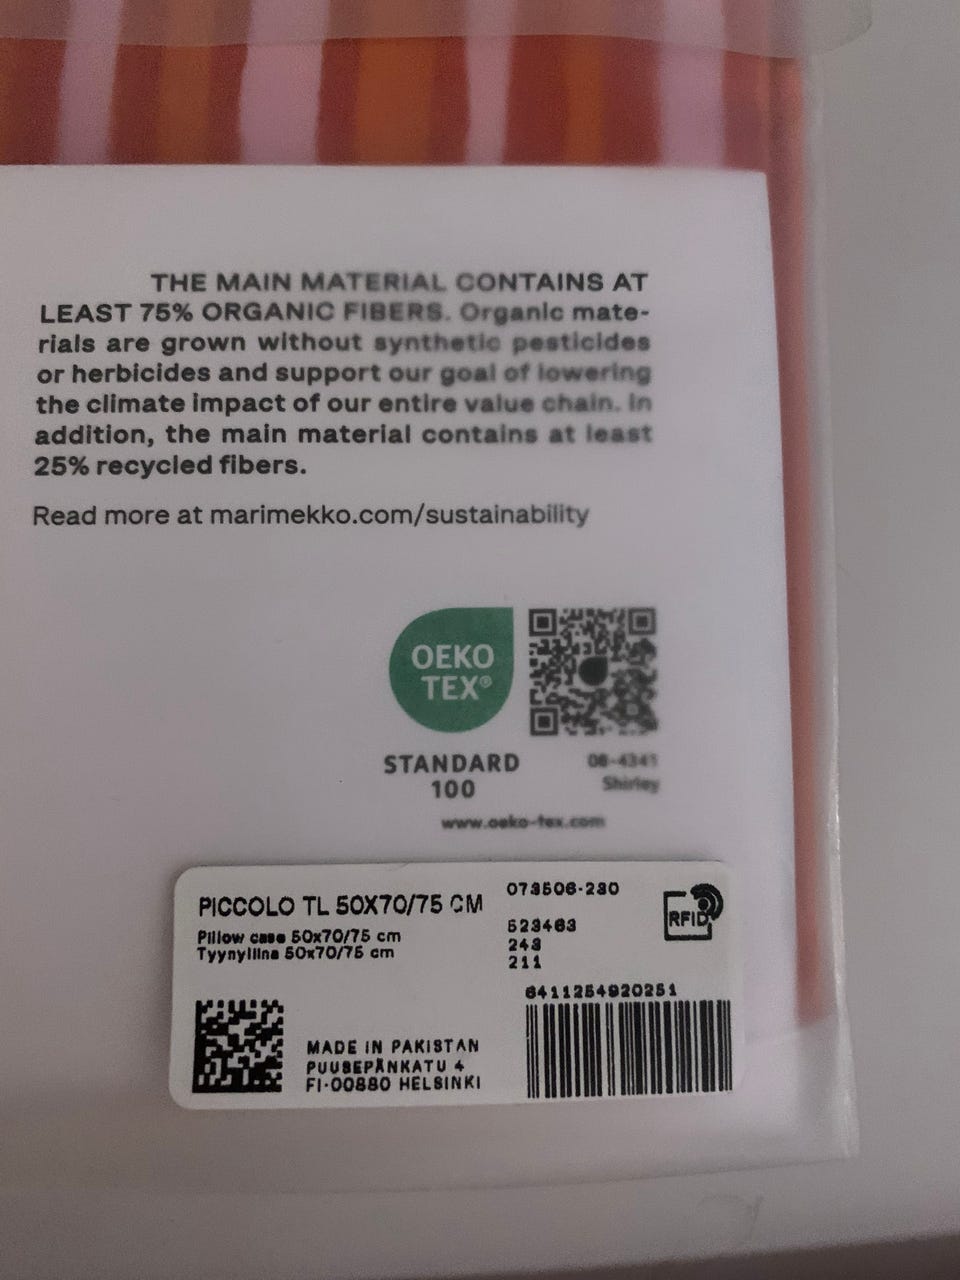 THE MAIN MATERIAL CONTAINS AT
LEAST 75% ORGANIC FIBERS. Organic mate-
rials are grown without synthetic pesticides
or herbicides and support our goal of lowering
the climate impact of our entire value chain. In
addition, the main material contains at least
25% recycled fibers.
Read more at marimekko.com/sustainability
OEKO
TEX®
STANDARD
100
08-4341
Shirley
www.oeko-tex.com
PICCOLO TL 50X70/75 CM
Pillow case 50x70/75 cm
Tyynyliina 50x70/75 cm
073506-230
523463
243
211
RFID
6411254920251
MADE IN PAKISTAN
PUUSEPÄNKATU 4
FI-00880 HELSINKI